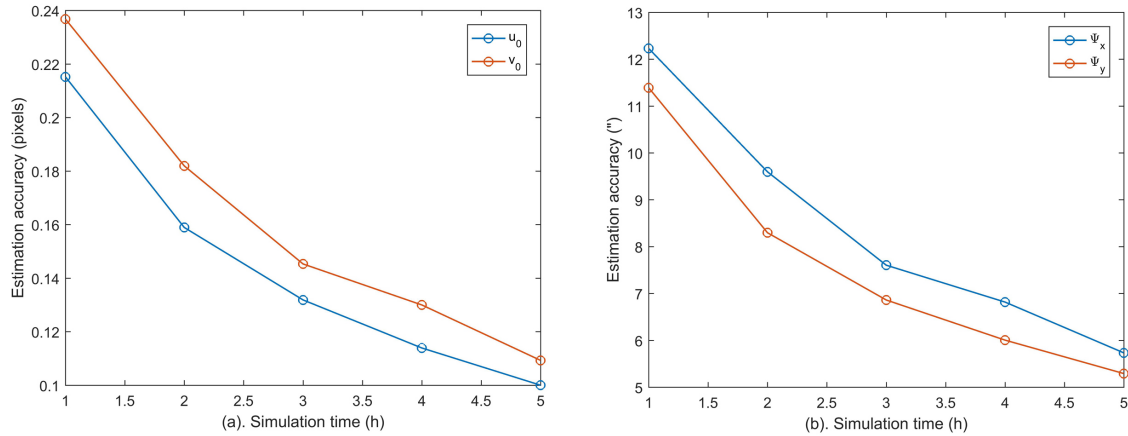 0.24
0.22
0.2
0.18
0.16
0.14
0.12
0.1
Estimation accuracy (pixels)
u0
v0
1 1.5 2 2.5 3 3.5 4 4.5 5
(a). Simulation time (h)
13
12
11
10
9
8
7
6
5
Estimation accuracy (")
Ψx
Ψy
1 1.5 2 2.5 3 3.5 4 4.5 5
(b). Simulation time (h)